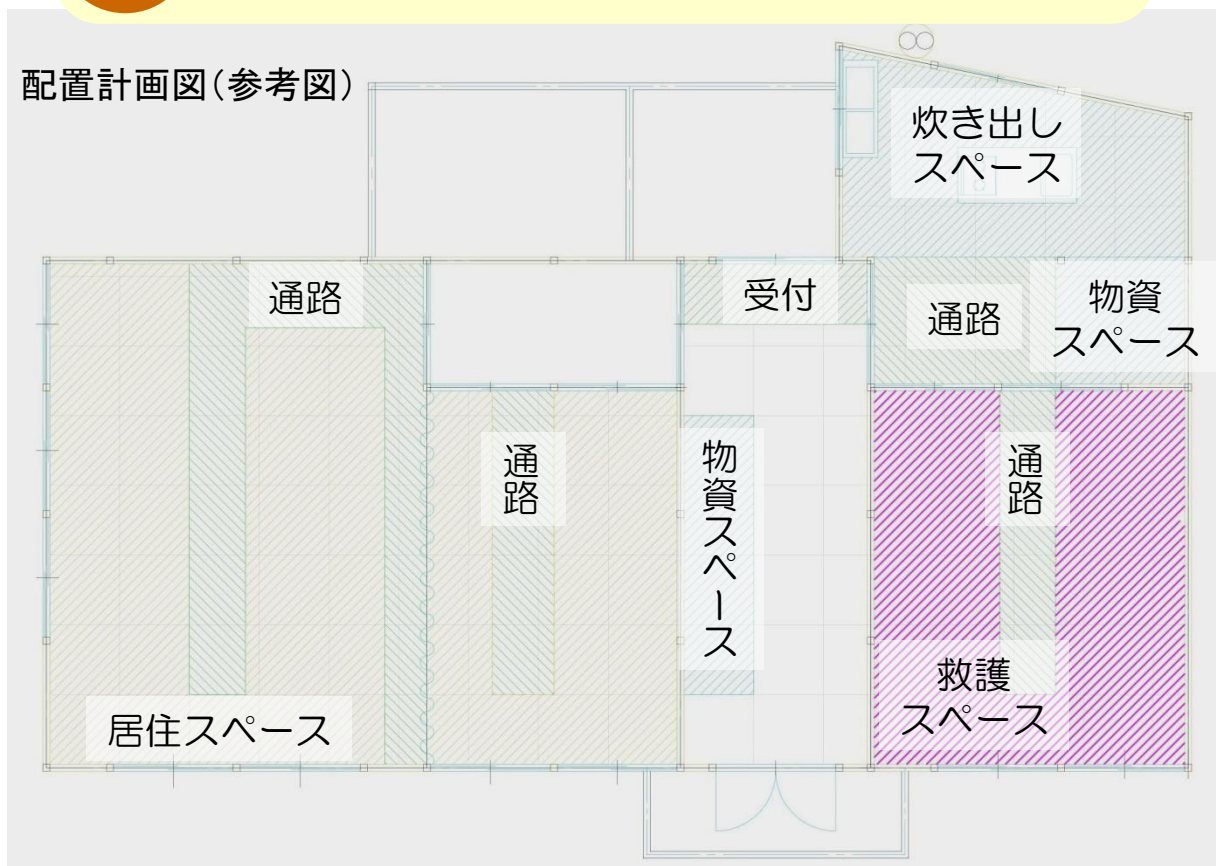 配置計画図(参考図)
炊き出し
スペース
通路
受付
通路
物資
スペース
通路
物資スペース
通路
救護
スペース
居住スペース